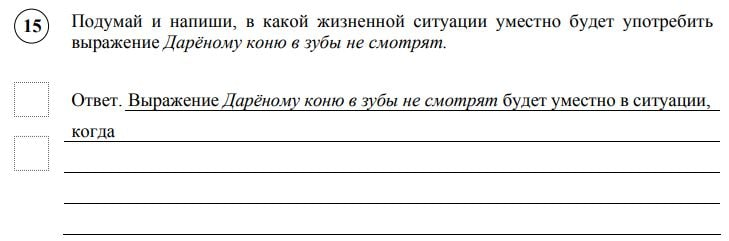 15
Подумай и напиши, в какой жизненной ситуации уместно будет употребить
выражение Дарёному коню в зубы не смотрят.
Ответ. Выражение Дарёному коню в зубы не смотрят будет уместно в ситуации,
когда